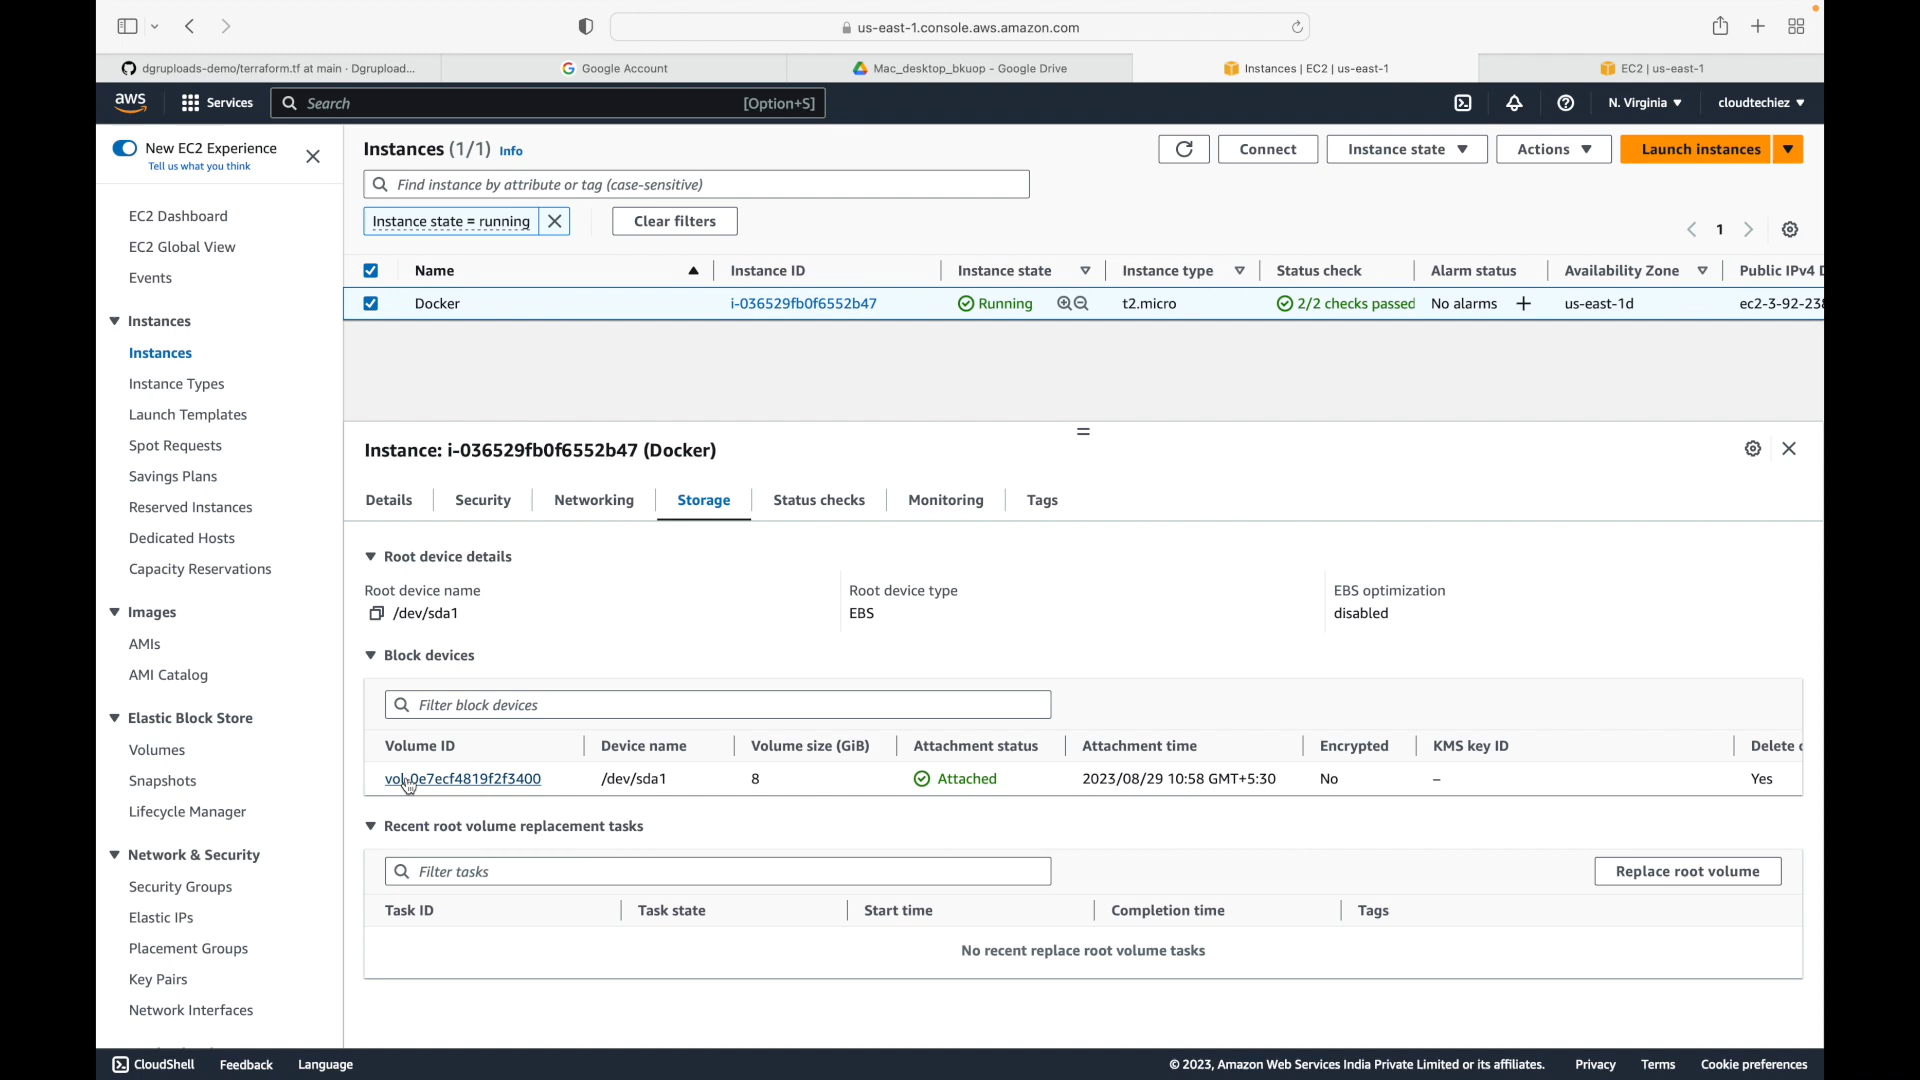 us-east-1.console.aws.amazon.com
dgruploads-demo/terraform.tf at main · Dgrupload...
Google Account
Mac_desktop_bkuop - Google Drive
Instances | EC2 | us-east-1
EC2 | us-east-1
aws
Services
Search
[Option+S]
N. Virginia
cloudtechiez
New EC2 Experience
Tell us what you think
EC2 Dashboard
EC2 Global View
Events
Instances
Instances
Instance Types
Launch Templates
Spot Requests
Savings Plans
Reserved Instances
Dedicated Hosts
Capacity Reservations
Images
AMIs
AMI Catalog
Elastic Block Store
Volumes
Snapshots
Lifecycle Manager
Network & Security
Security Groups
Elastic IPs
Placement Groups
Key Pairs
Network Interfaces
Instances (1/1) Info
Connect
Instance state
Actions
Launch instances
Find instance by attribute or tag (case-sensitive)
Instance state = running
Clear filters
1
Name
Instance ID
Instance state
Instance type
Status check
Alarm status
Availability Zone
Public IPv4 D
Docker
i-036529fb0f6552b47
Running
t2.micro
2/2 checks passed
No alarms
us-east-1d
ec2-3-92-238
Instance: i-036529fb0f6552b47 (Docker)
Details
Security
Networking
Storage
Status checks
Monitoring
Tags
Root device details
Root device name
/dev/sda1
Root device type
EBS
EBS optimization
disabled
Block devices
Filter block devices
Volume ID
Device name
Volume size (GiB)
Attachment status
Attachment time
Encrypted
KMS key ID
Delete
vol-0e7ecf4819f2f3400
/dev/sda1
8
Attached
2023/08/29 10:58 GMT+5:30
No
–
Yes
Recent root volume replacement tasks
Filter tasks
Replace root volume
Task ID
Task state
Start time
Completion time
Tags
No recent replace root volume tasks
CloudShell
Feedback
Language
© 2023, Amazon Web Services India Private Limited or its affiliates.
Privacy
Terms
Cookie preferences